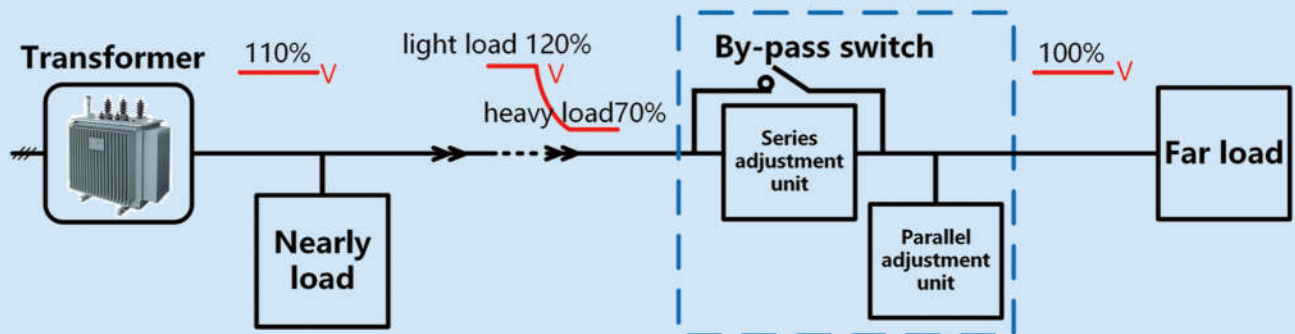 Transformer
110%
V
light load 120%
V
heavy load70%
By-pass switch
100%
V
Series
adjustment
unit
Far load
Nearly
load
Parallel
adjustment
unit